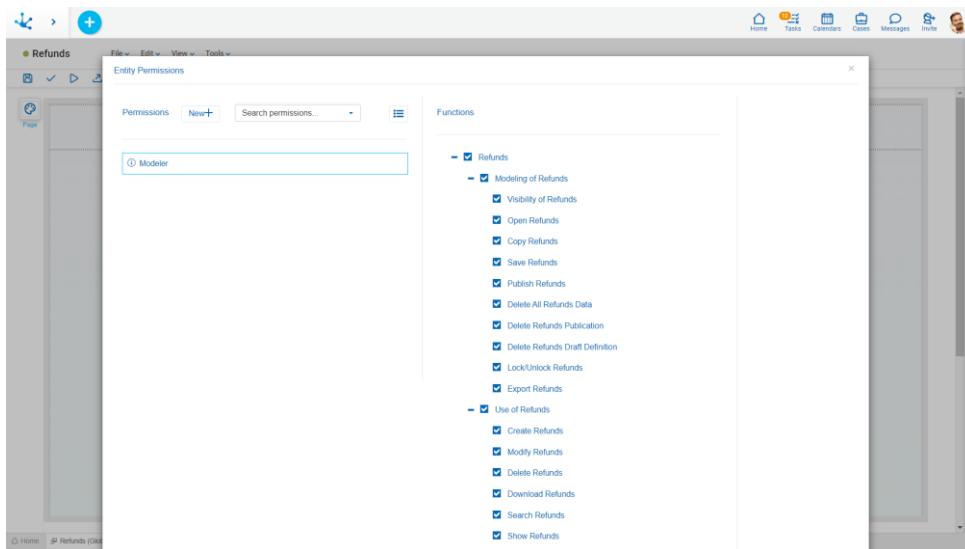 Home
Tasks
Calendars
Cases
Messages
Invite
Refunds
File Edit View Tools
Entity Permissions
×
Page
Permissions New+ Search permissions...
Functions
Modeler
Refunds
Modeling of Refunds
Visibility of Refunds
Open Refunds
Copy Refunds
Save Refunds
Publish Refunds
Delete All Refunds Data
Delete Refunds Publication
Delete Refunds Draft Definition
Lock/Unlock Refunds
Export Refunds
Use of Refunds
Create Refunds
Modify Refunds
Delete Refunds
Download Refunds
Search Refunds
Show Refunds
Home
Refunds